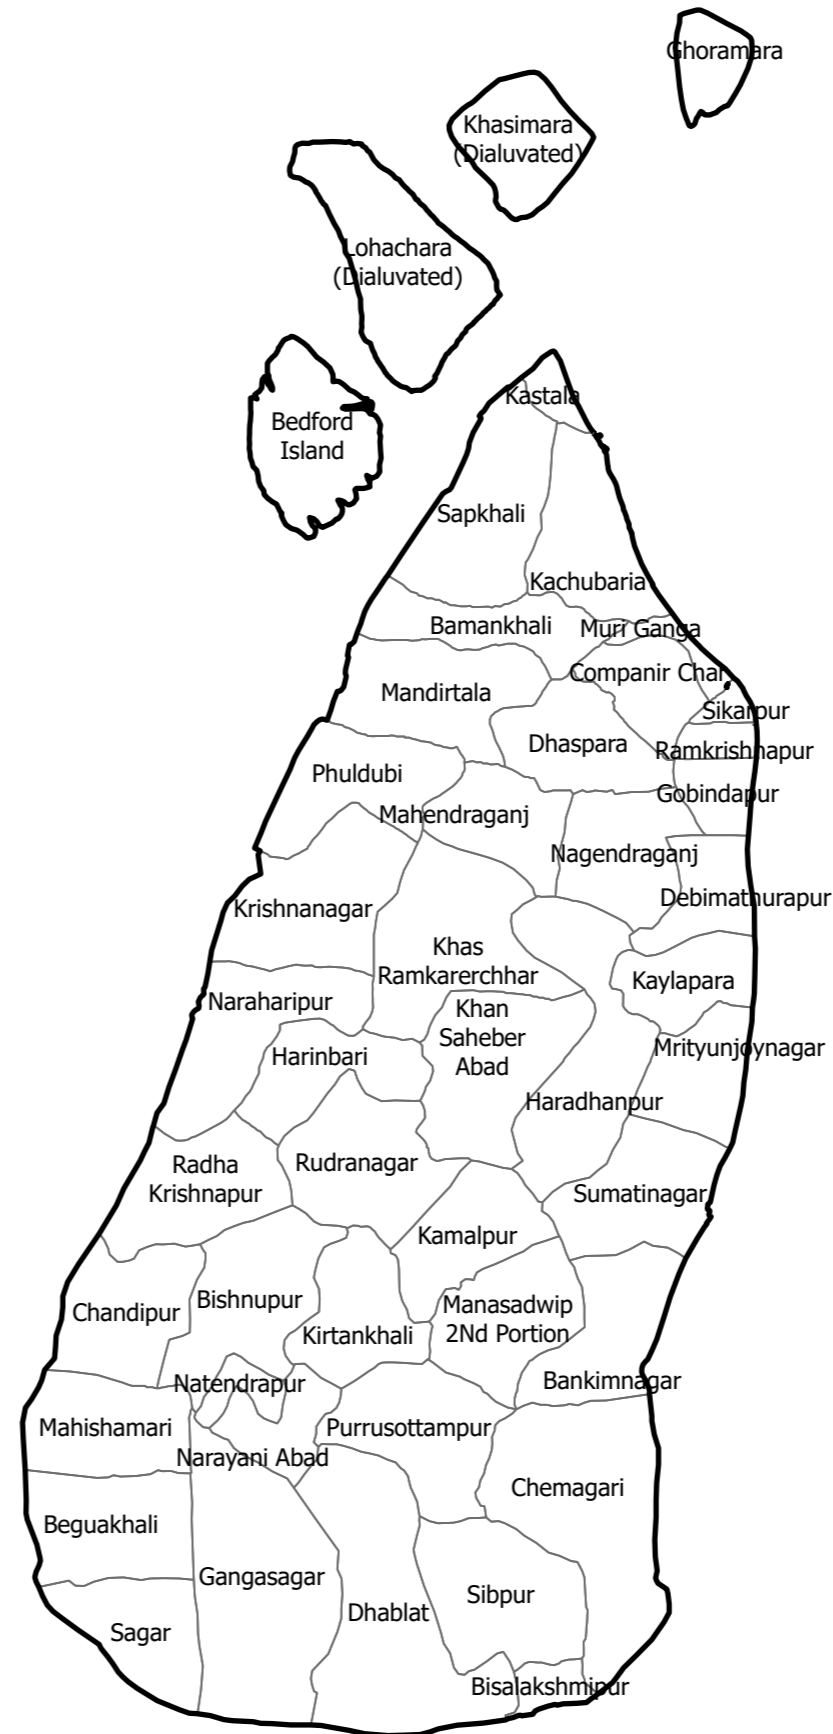 Ghoramara
Khasimara
(Dialuvated)
Lohachara
(Dialuvated)
Kastala
Bedford
Island
Sapkhali
Kachubaria
Bamankhali
Muri Ganga
Companir Char
Mandirtala
Sikarpur
Dhaspara
Ramkrishnapur
Phuldubi
Gobindapur
Mahendraganj
Nagendraganj
Debimathurapur
Krishnanagar
Khas
Ramkarerchhar
Kaylapara
Naraharipur
Khan
Saheber
Abad
Mrityunjoynagar
Harinbari
Haradhanpur
Radha
Krishnapur
Rudranagar
Sumatinagar
Kamalpur
Bishnupur
Chandipur
Manasadwip
2Nd Portion
Kirtankhali
Natendrapur
Bankimnagar
Mahishamari
Purrusottampur
Narayani Abad
Chemagari
Beguakhali
Gangasagar
Sibpur
Dhablat
Sagar
Bisalakshmipur